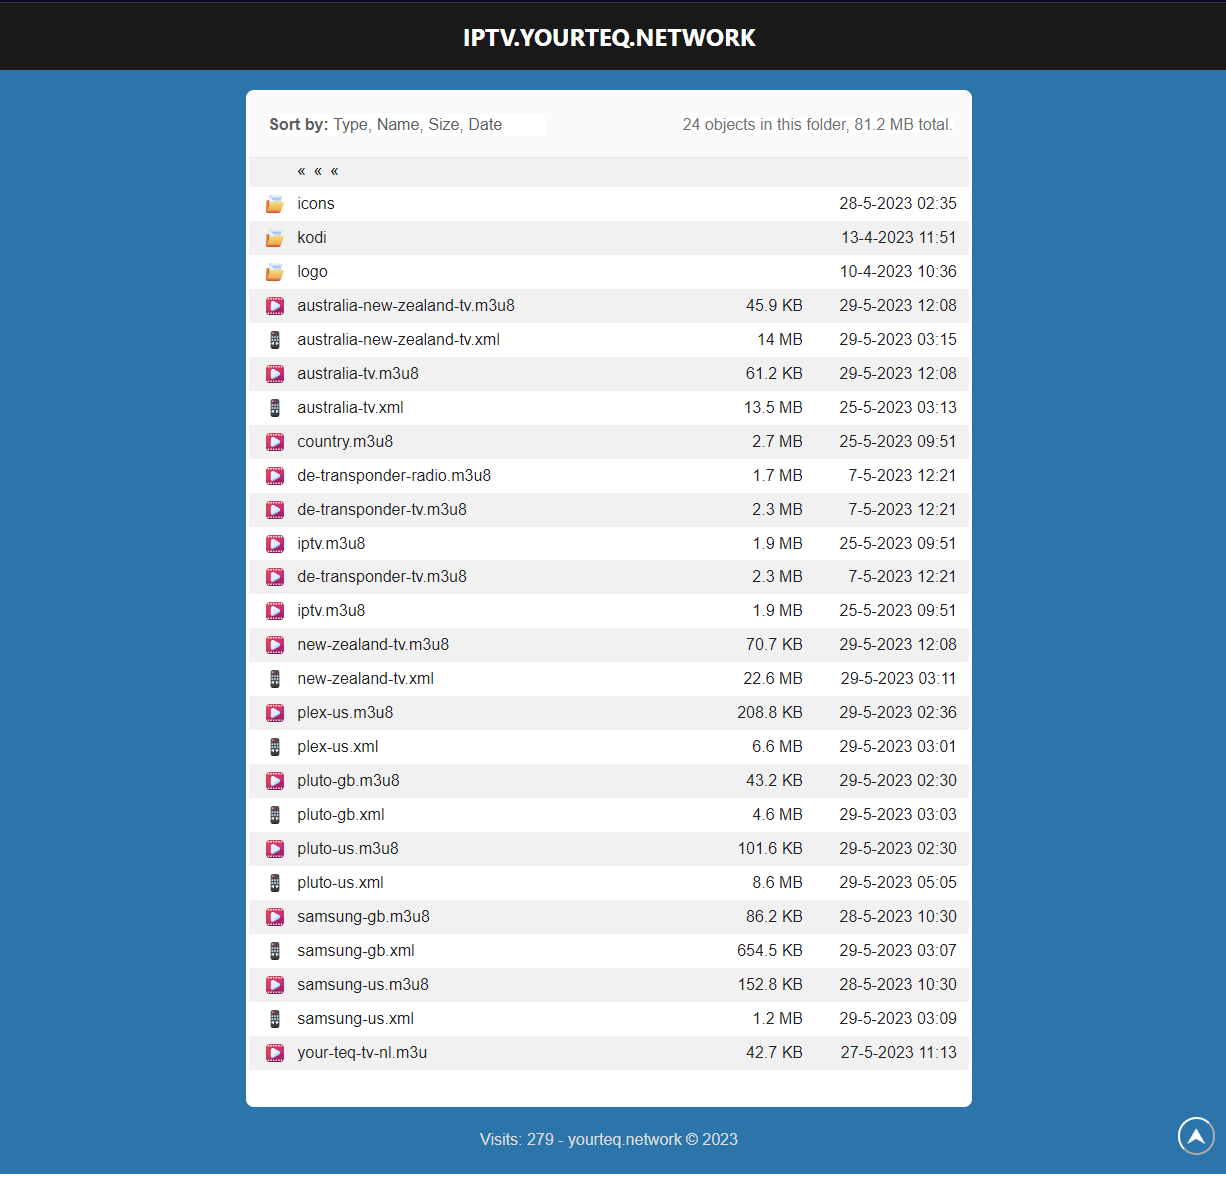 IPTV.YOURTEQ.NETWORK
Sort by: Type, Name, Size, Date 24 objects in this folder, 81.2 MB total.
« « «
icons 28-5-2023 02:35
kodi 13-4-2023 11:51
logo 10-4-2023 10:36
australia-new-zealand-tv.m3u8 45.9 KB 29-5-2023 12:08
australia-new-zealand-tv.xml 14 MB 29-5-2023 03:15
australia-tv.m3u8 61.2 KB 29-5-2023 12:08
australia-tv.xml 13.5 MB 25-5-2023 03:13
country.m3u8 2.7 MB 25-5-2023 09:51
de-transponder-radio.m3u8 1.7 MB 7-5-2023 12:21
de-transponder-tv.m3u8 2.3 MB 7-5-2023 12:21
iptv.m3u8 1.9 MB 25-5-2023 09:51
de-transponder-tv.m3u8 2.3 MB 7-5-2023 12:21
iptv.m3u8 1.9 MB 25-5-2023 09:51
new-zealand-tv.m3u8 70.7 KB 29-5-2023 12:08
new-zealand-tv.xml 22.6 MB 29-5-2023 03:11
plex-us.m3u8 208.8 KB 29-5-2023 02:36
plex-us.xml 6.6 MB 29-5-2023 03:01
pluto-gb.m3u8 43.2 KB 29-5-2023 02:30
pluto-gb.xml 4.6 MB 29-5-2023 03:03
pluto-us.m3u8 101.6 KB 29-5-2023 02:30
pluto-us.xml 8.6 MB 29-5-2023 05:05
samsung-gb.m3u8 86.2 KB 28-5-2023 10:30
samsung-gb.xml 654.5 KB 29-5-2023 03:07
samsung-us.m3u8 152.8 KB 28-5-2023 10:30
samsung-us.xml 1.2 MB 29-5-2023 03:09
your-teq-tv-nl.m3u 42.7 KB 27-5-2023 11:13
Visits: 279 - yourteq.network © 2023